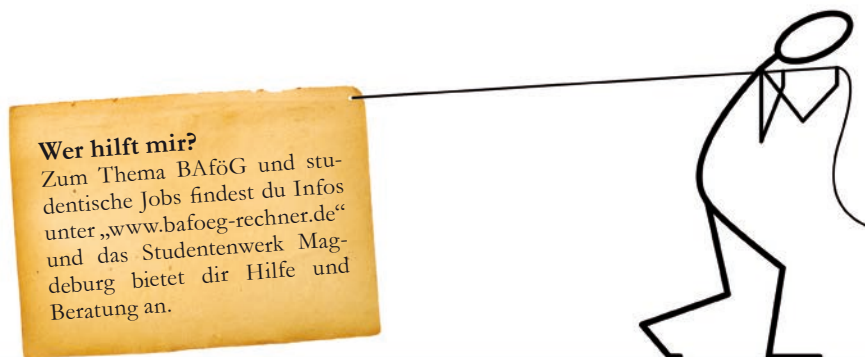 Wer hilft mir?
Zum Thema BAföG und stu-
dentische Jobs findest du Infos
unter „www.bafoeg-rechner.de“
und das Studentenwerk Mag-
deburg bietet dir Hilfe und
Beratung an.